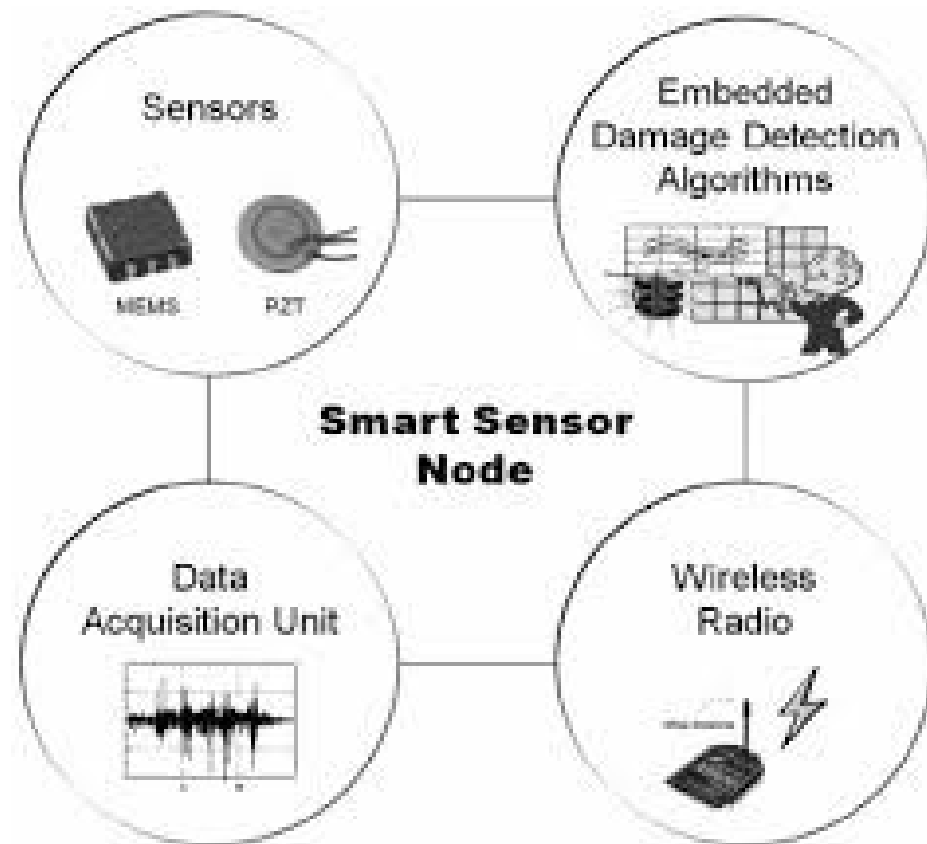 Sensors
MEMS
PZT
Embedded
Damage Detection
Algorithms
Smart Sensor
Node
Data
Acquisition Unit
Wireless
Radio